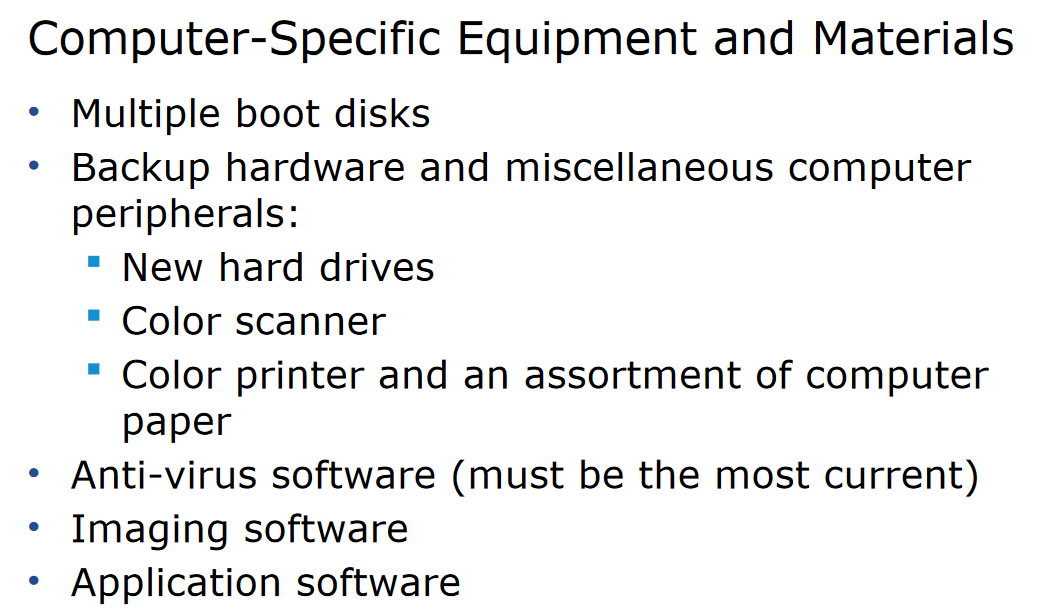 Computer-Specific Equipment and Materials
• Multiple boot disks
• Backup hardware and miscellaneous computer
peripherals:
▪ New hard drives
▪ Color scanner
▪ Color printer and an assortment of computer
paper
• Anti-virus software (must be the most current)
• Imaging software
• Application software